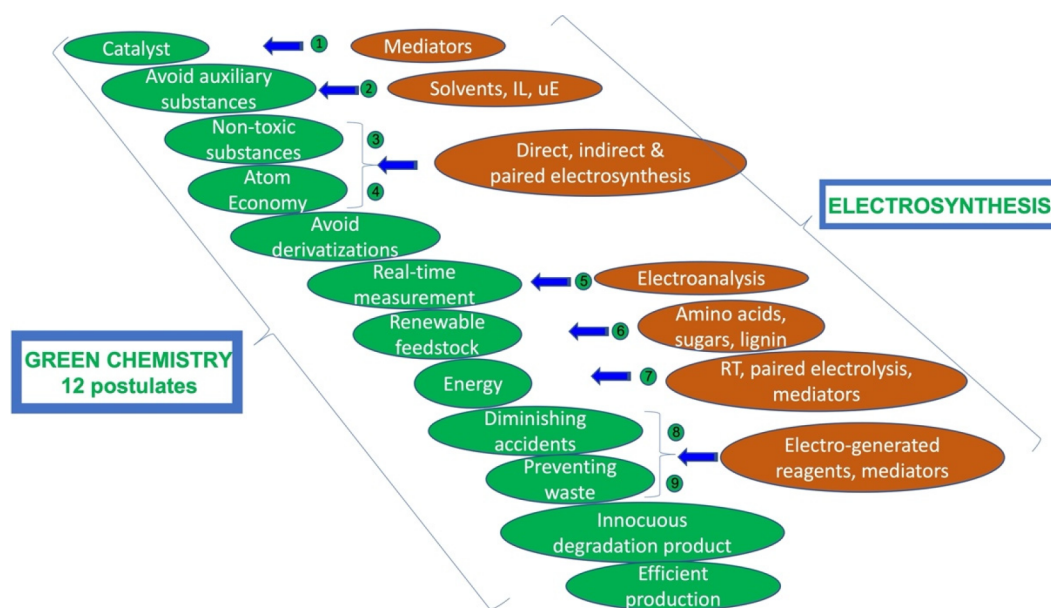 Catalyst
1
Mediators
Avoid auxiliary
substances
2
Solvents, IL, uE
Non-toxic
substances
3
Atom
Economy
4
Direct, indirect &
paired electrosynthesis
ELECTROSYNTHESIS
Avoid
derivatizations
Real-time
measurement
5
Electroanalysis
Renewable
feedstock
6
Amino acids,
sugars, lignin
GREEN CHEMISTRY
12 postulates
Energy
7
RT, paired electrolysis,
mediators
Diminishing
accidents
8
Preventing
waste
9
Electro-generated
reagents, mediators
Innocuous
degradation product
Efficient
production